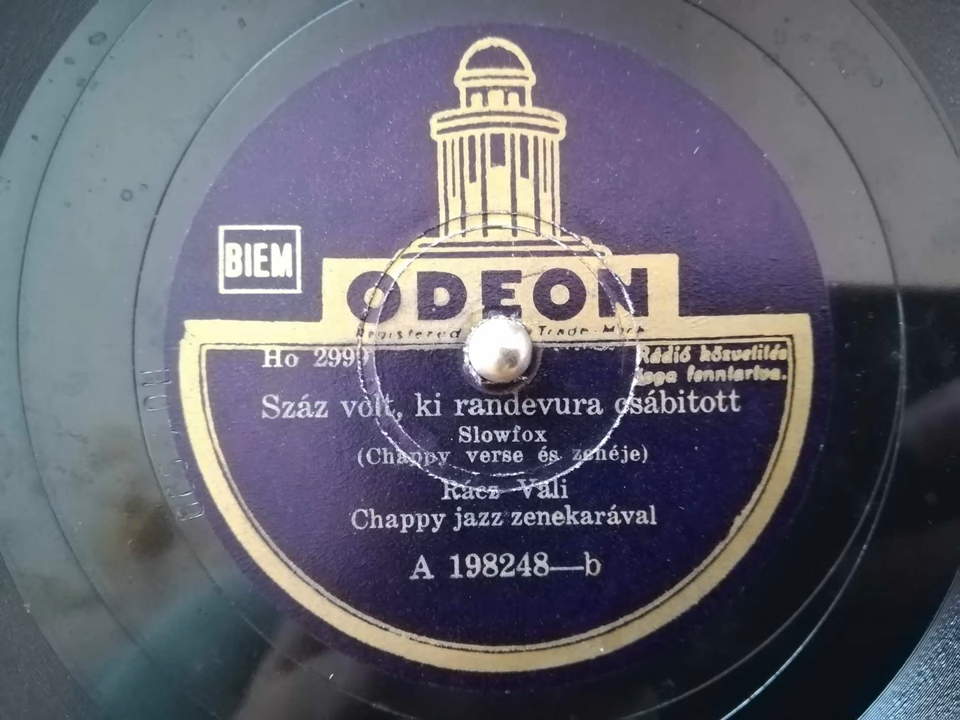 BIEM
ODEON
Registered Trade-Mark
Ho 2999
Rádió közvetítés
joga fenntartva.
Száz volt, ki randevura csábitott
Slowfox
(Chappy verse és zenéje)
Rácz Vali
Chappy jazz zenekarával
A 198248—b